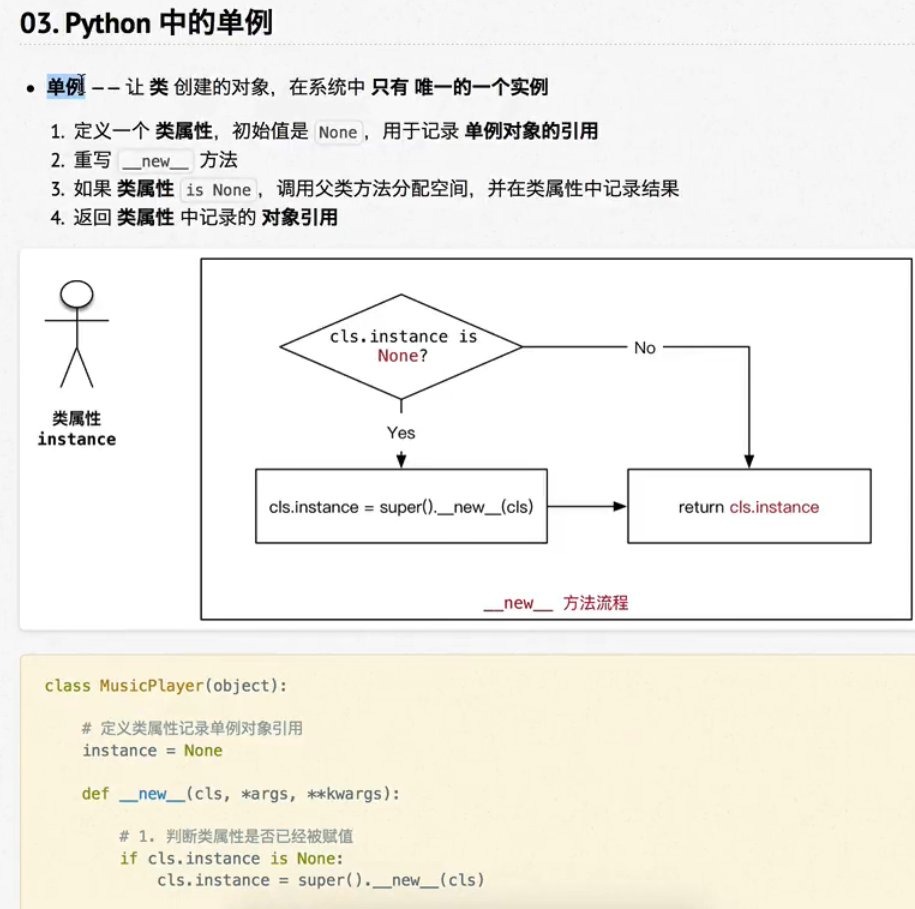 03. Python 中的单例
• 单例 —— 让 类 创建的对象，在系统中 只有 唯一的一个实例
1. 定义一个 类属性，初始值是 None ，用于记录 单例对象的引用
2. 重写 __new__ 方法
3. 如果 类属性 is None ，调用父类方法分配空间，并在类属性中记录结果
4. 返回 类属性 中记录的 对象引用
cls.instance is
None?
No
Yes
类属性
instance
cls.instance = super().__new__(cls)
return cls.instance
__new__ 方法流程
class MusicPlayer(object):
# 定义类属性记录单例对象引用
instance = None
def __new__(cls, *args, **kwargs):
# 1. 判断类属性是否已经被赋值
if cls.instance is None:
cls.instance = super().__new__(cls)